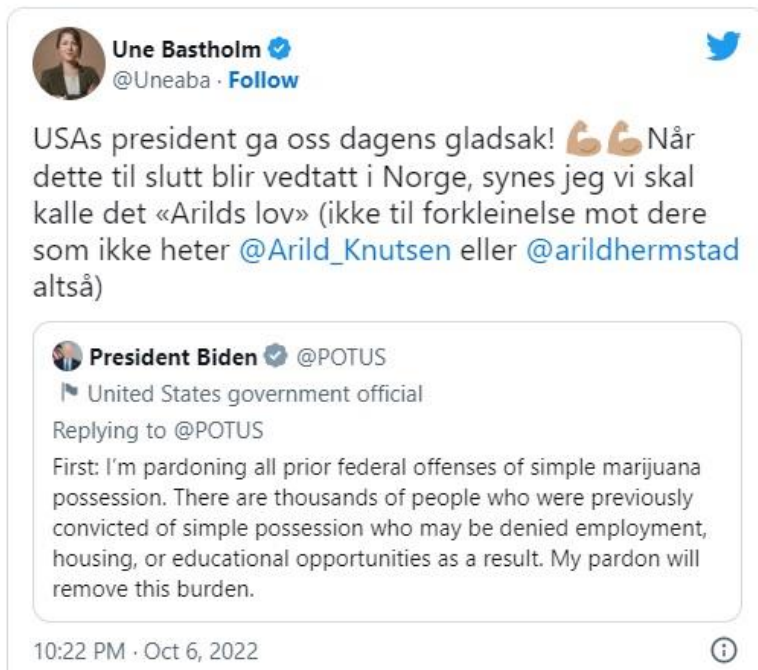 Une Bastholm
@Uneaba · Follow
USAs president ga oss dagens gladsak! 💪🏼💪🏼Når
dette til slutt blir vedtatt i Norge, synes jeg vi skal
kalle det «Arilds lov» (ikke til forkleinelse mot dere
som ikke heter @Arild_Knutsen eller @arildhermstad
altså)
President Biden @POTUS
United States government official
Replying to @POTUS
First: I'm pardoning all prior federal offenses of simple marijuana
possession. There are thousands of people who were previously
convicted of simple possession who may be denied employment,
housing, or educational opportunities as a result. My pardon will
remove this burden.
10:22 PM · Oct 6, 2022